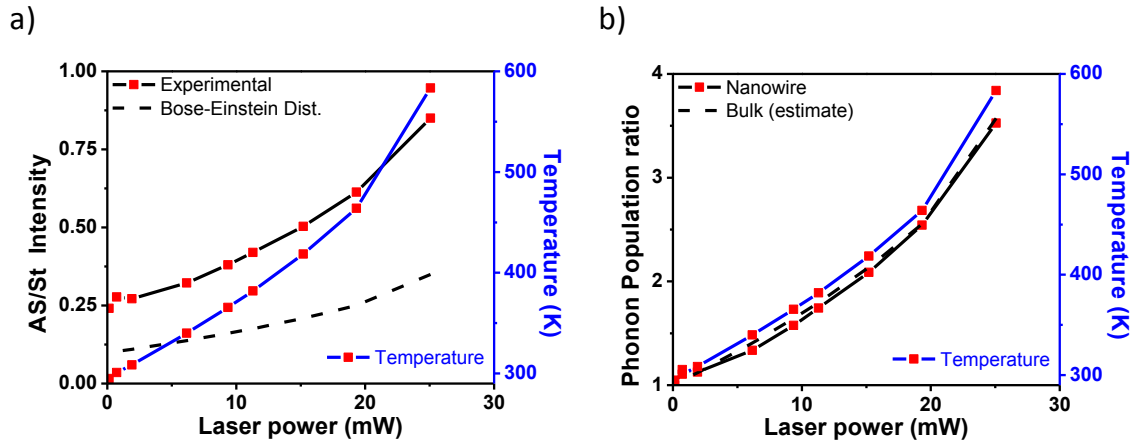 a)
1.00
0.75
0.50
0.25
0.00
AS/St Intensity
Experimental
Bose-Einstein Dist.
Temperature
600
500
400
300
Temperature (K)
0
10
20
30
Laser power (mW)
b)
4
3
2
1
Phonon Population ratio
Nanowire
Bulk (estimate)
Temperature
600
500
400
300
Temperature (K)
0
10
20
30
Laser power (mW)